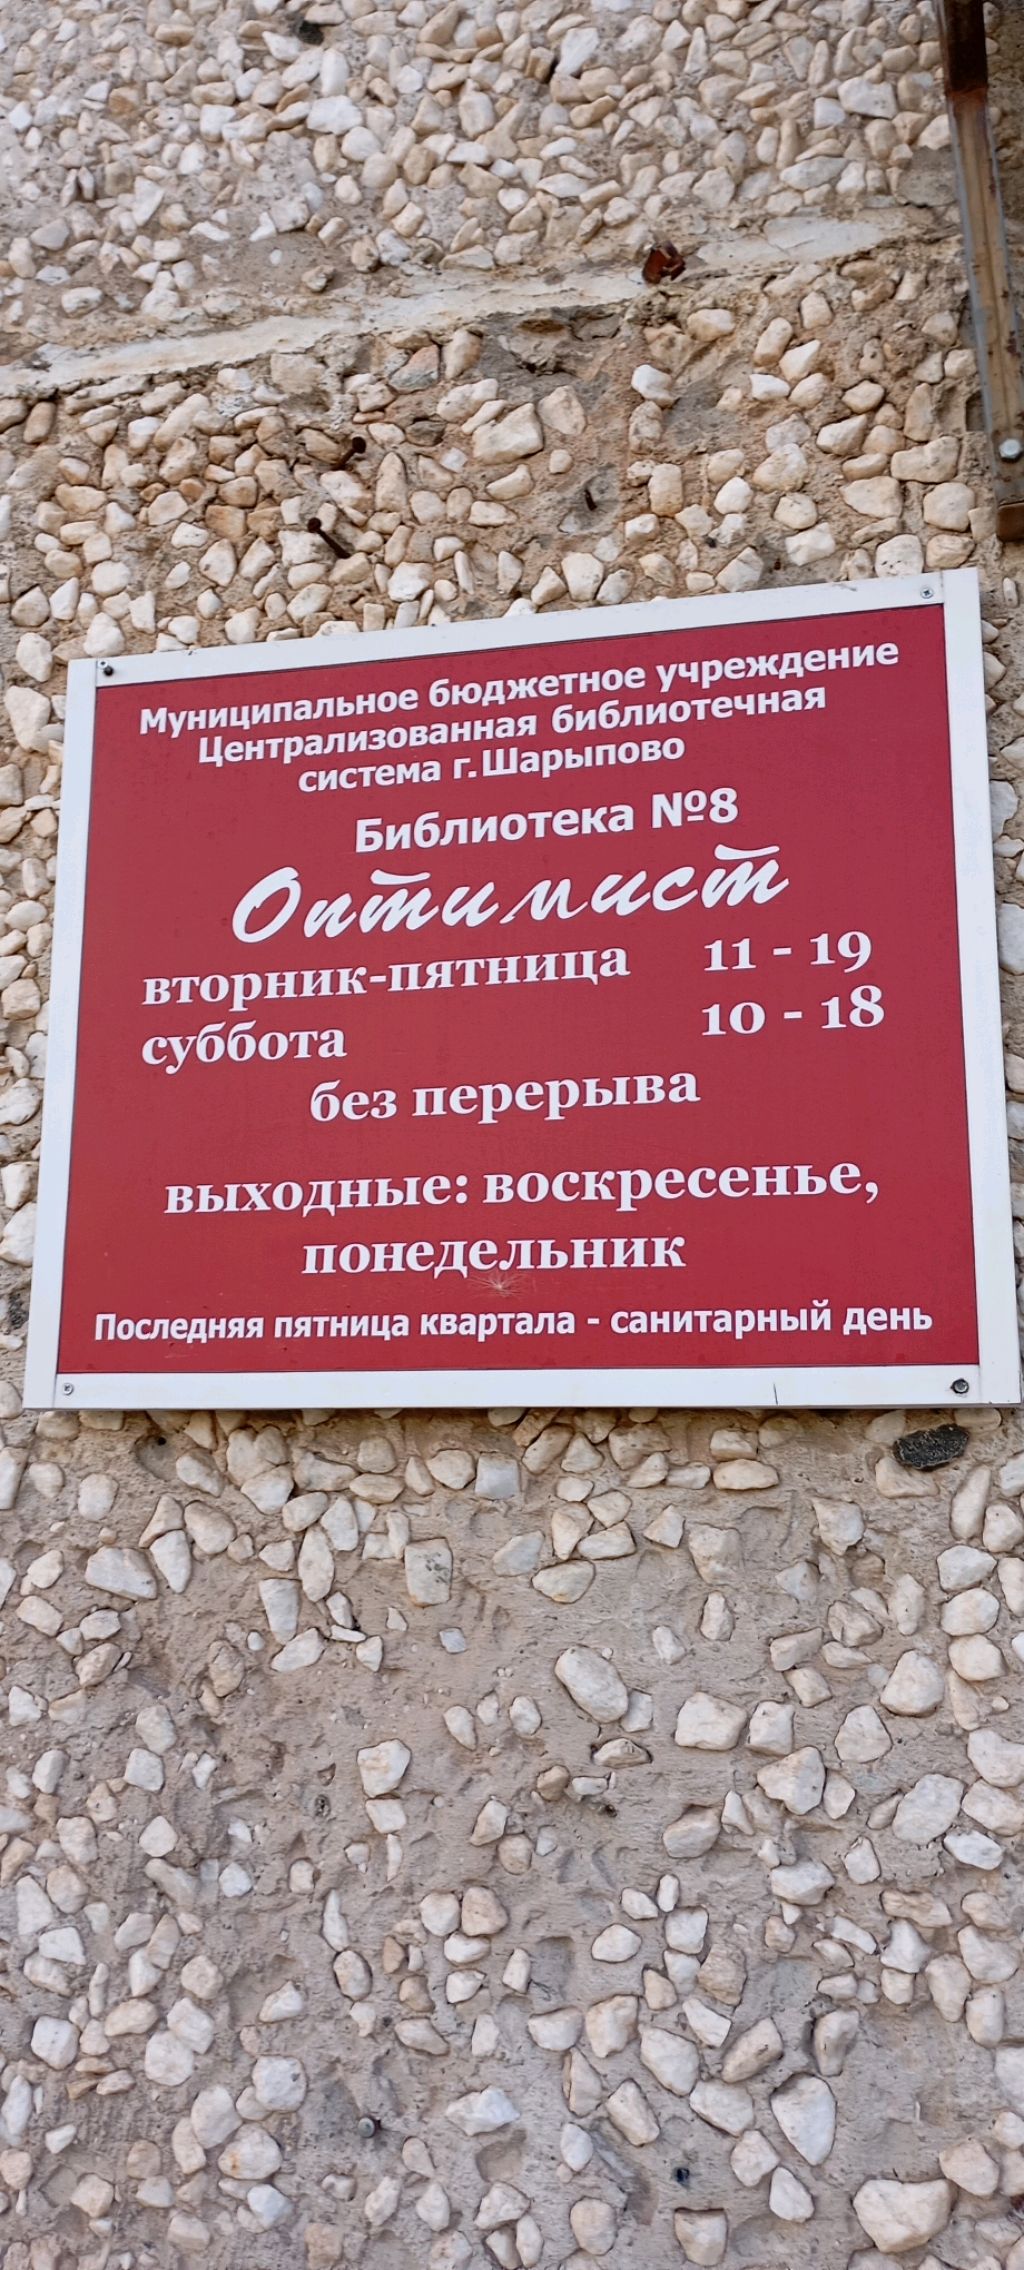 Муниципальное бюджетное учреждение
Централизованная библиотечная
система г.Шарыпово
Библиотека №8
Оптимист
вторник-пятница 11 - 19
суббота 10 - 18
без перерыва
выходные: воскресенье,
понедельник
Последняя пятница квартала - санитарный день